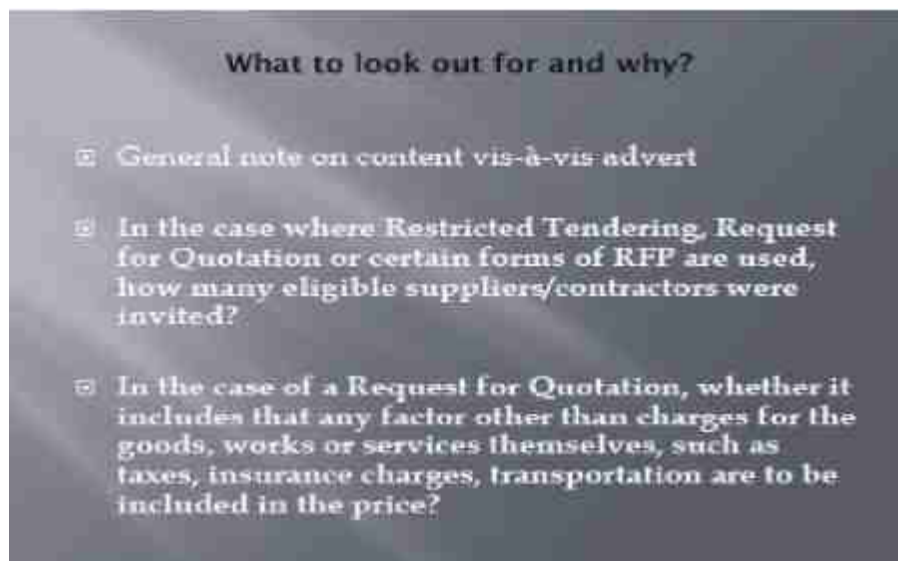 What to look out for and why?
General note on content vis-à-vis advert
In the case where Restricted Tendering, Request
for Quotation or certain forms of RFP are used,
how many eligible suppliers/contractors were
invited?
In the case of a Request for Quotation, whether it
includes that any factor other than charges for the
goods, works or services themselves, such as
taxes, insurance charges, transportation are to be
included in the price?